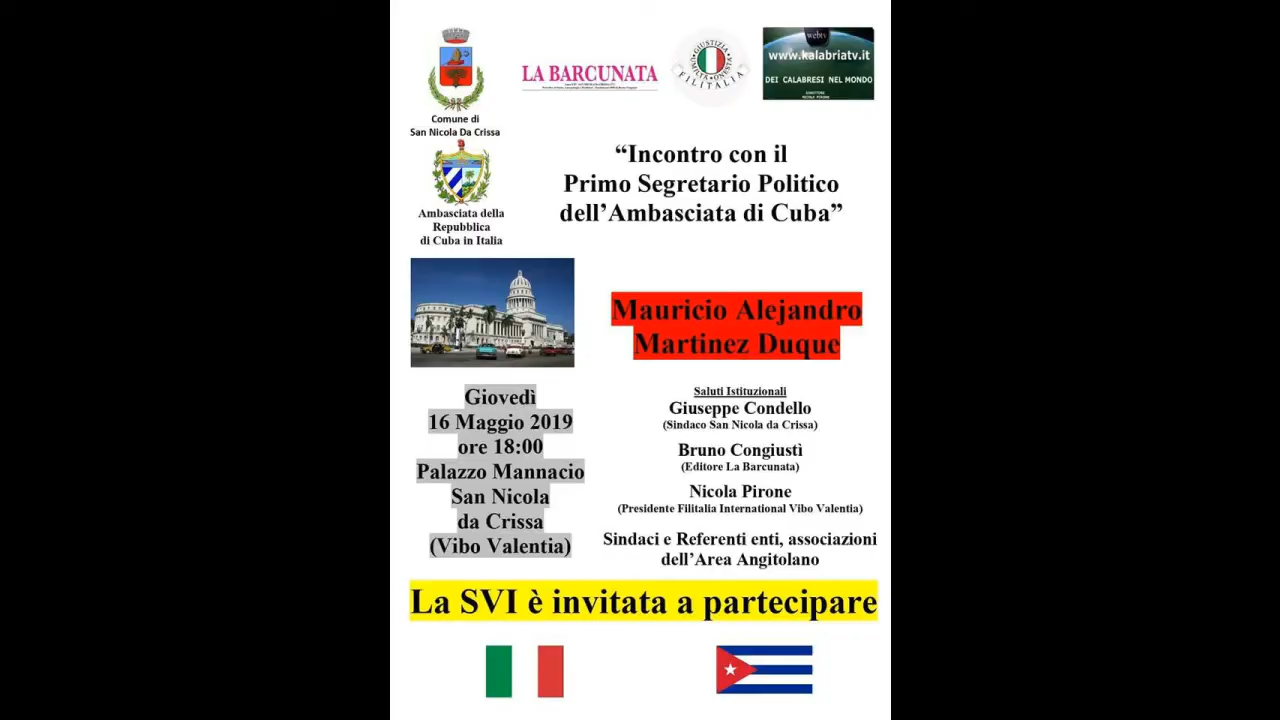 Comune di
San Nicola Da Crissa
Ambasciata della
Repubblica
di Cuba in Italia
LA BARCUNATA
GIUSTIZIA
UMILTA
ONESTA
FILITALIA
webtv
www.kalabriatv.it
DEI CALABRESI NEL MONDO
“Incontro con il
Primo Segretario Politico
dell’Ambasciata di Cuba”
Mauricio Alejandro
Martinez Duque
Giovedì
16 Maggio 2019
ore 18:00
Palazzo Mannacio
San Nicola
da Crissa
(Vibo Valentia)
Saluti Istituzionali
Giuseppe Condello
(Sindaco San Nicola da Crissa)
Bruno Congiustì
(Editore La Barcunata)
Nicola Pirone
(Presidente Filitalia International Vibo Valentia)
Sindaci e Referenti enti, associazioni
dell’Area Angitolano
La SVI è invitata a partecipare